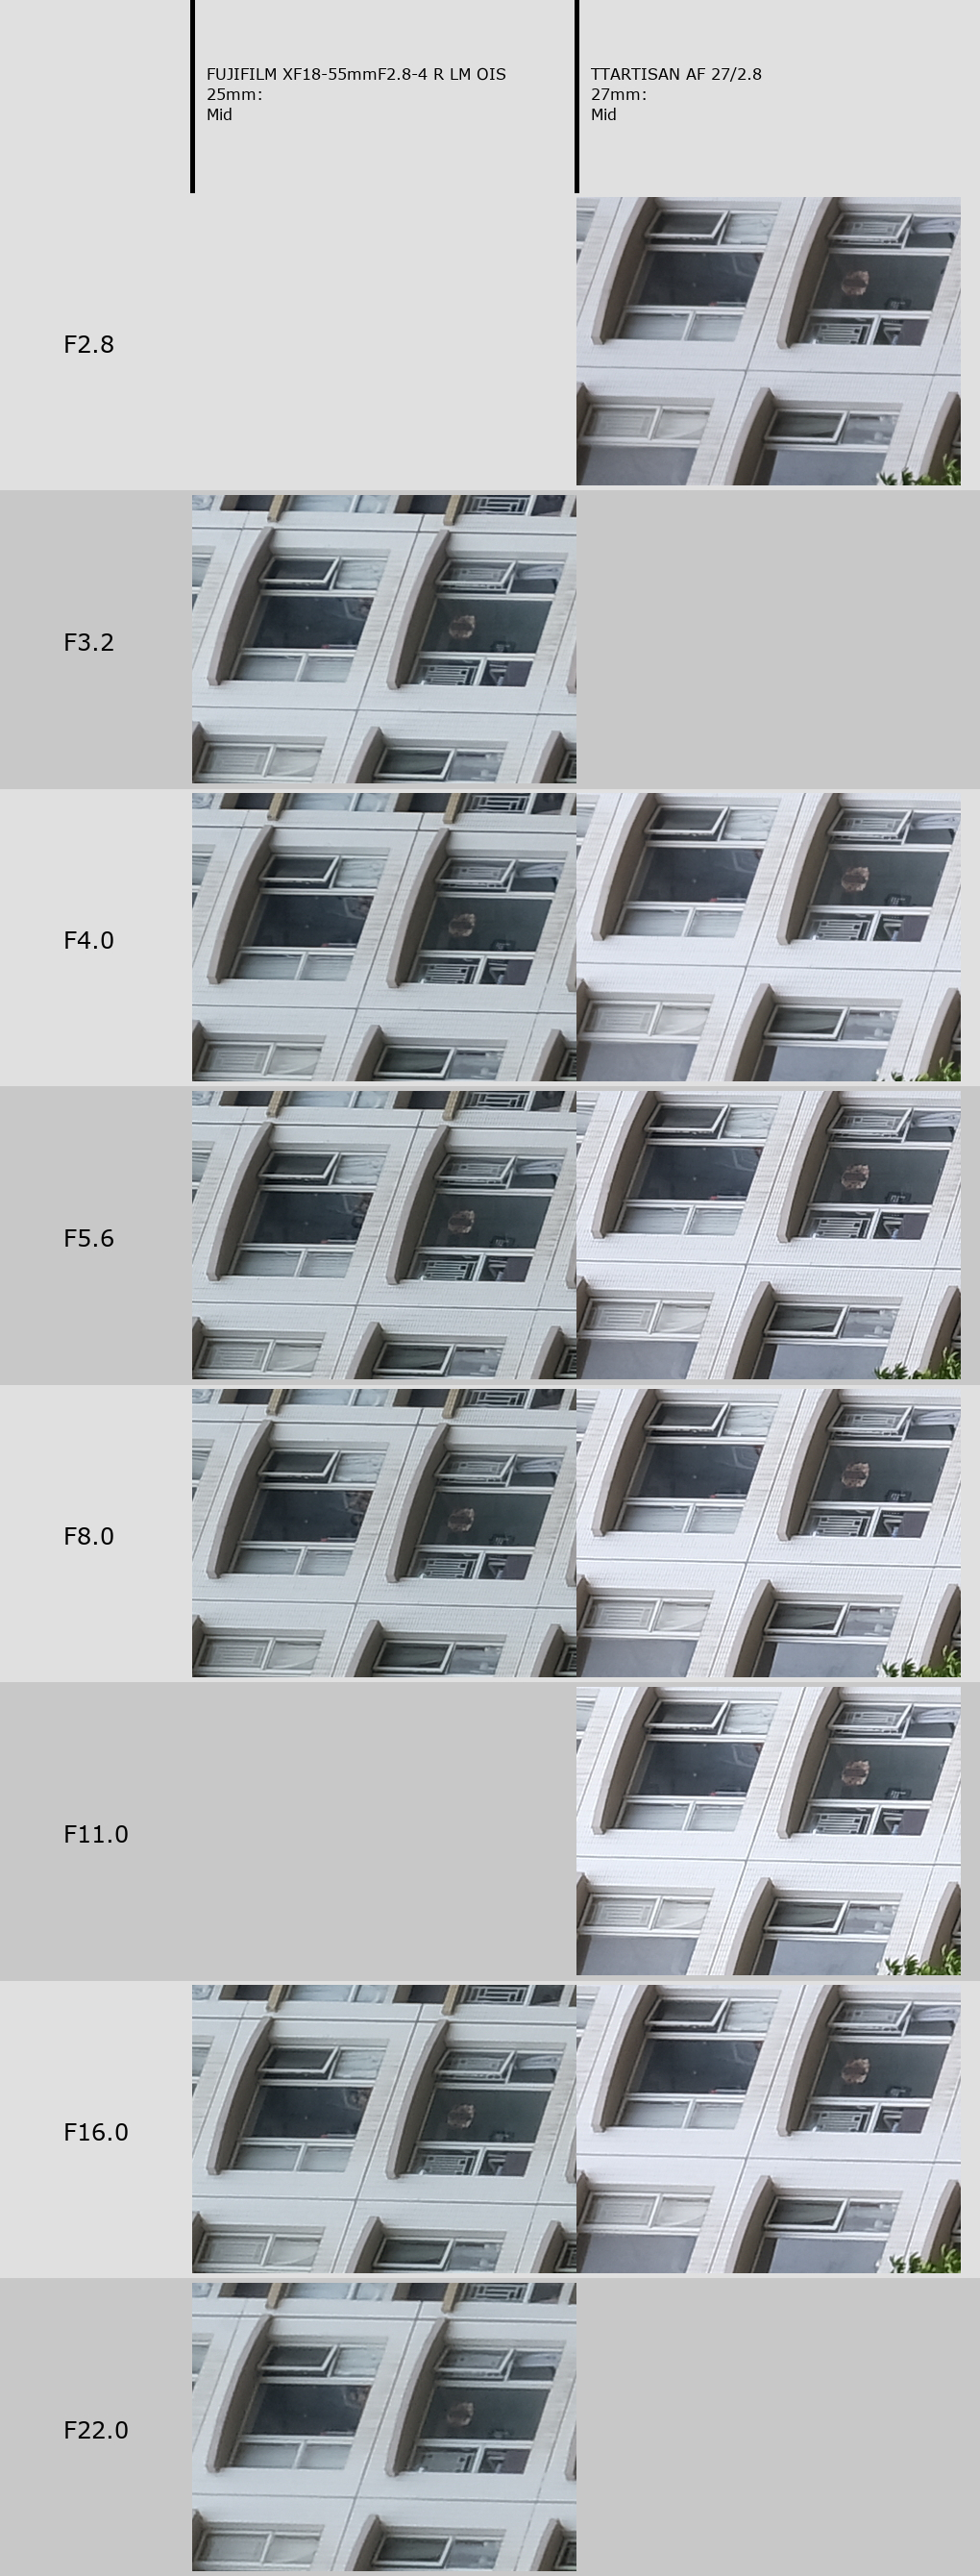 FUJIFILM XF18-55mmF2.8-4 R LM OIS
25mm:
Mid
TTARTISAN AF 27/2.8
27mm:
Mid
F2.8
F3.2
F4.0
F5.6
F8.0
F11.0
F16.0
F22.0